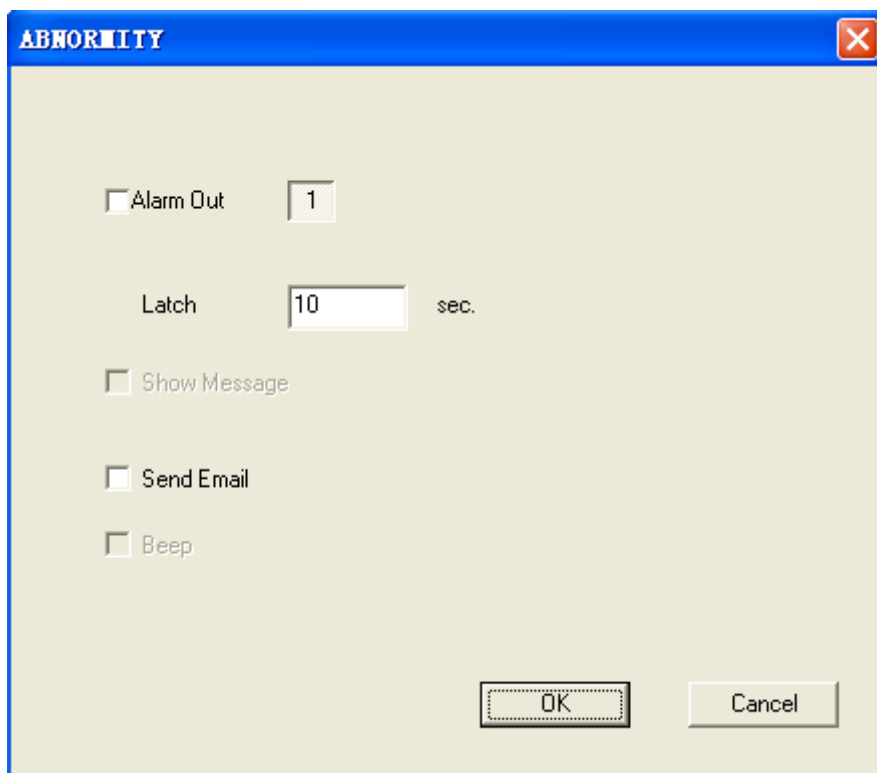 ABNORMITY
Alarm Out 1
Latch 10 sec.
Show Message
Send Email
Beep
OK Cancel